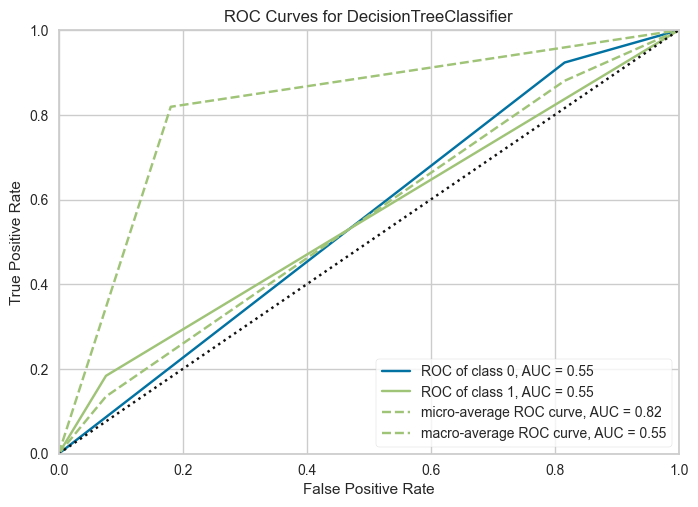 ROC Curves for DecisionTreeClassifier
1.0
0.8
0.6
0.4
0.2
0.0
True Positive Rate
ROC of class 0, AUC = 0.55
ROC of class 1, AUC = 0.55
micro-average ROC curve, AUC = 0.82
macro-average ROC curve, AUC = 0.55
0.0 0.2 0.4 0.6 0.8 1.0
False Positive Rate